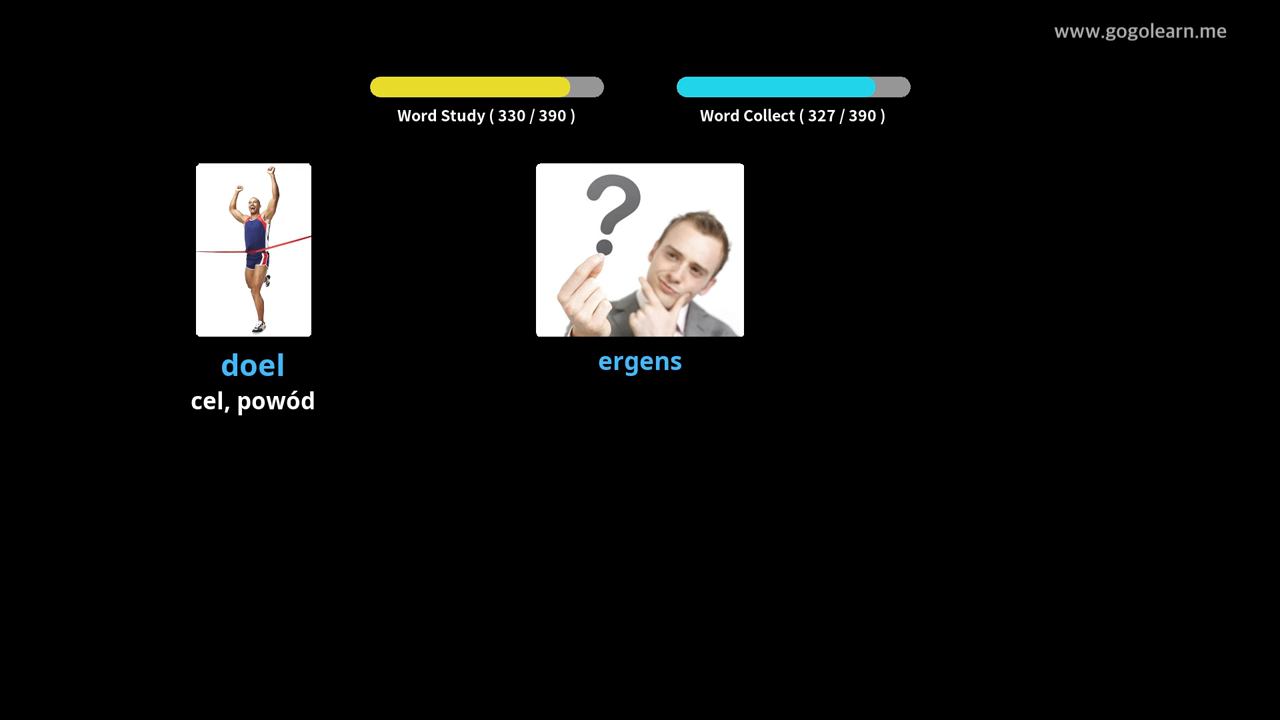 www.gogolearn.me
Word Study ( 330 / 390 )
Word Collect ( 327 / 390 )
doel
cel, powód
ergens